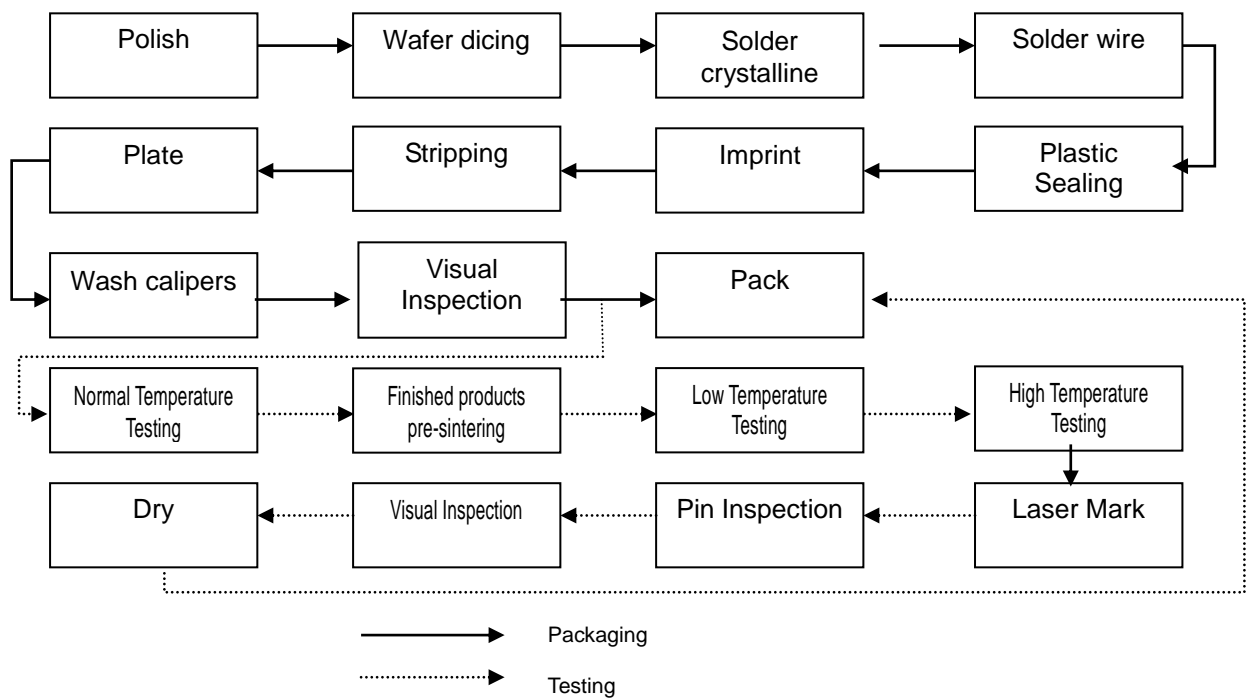 Polish
Wafer dicing
Solder
crystalline
Solder wire
Plate
Stripping
Imprint
Plastic
Sealing
Wash calipers
Visual
Inspection
Pack
Normal Temperature
Testing
Finished products
pre-sintering
Low Temperature
Testing
High Temperature
Testing
Dry
Visual Inspection
Pin Inspection
Laser Mark
Packaging
Testing